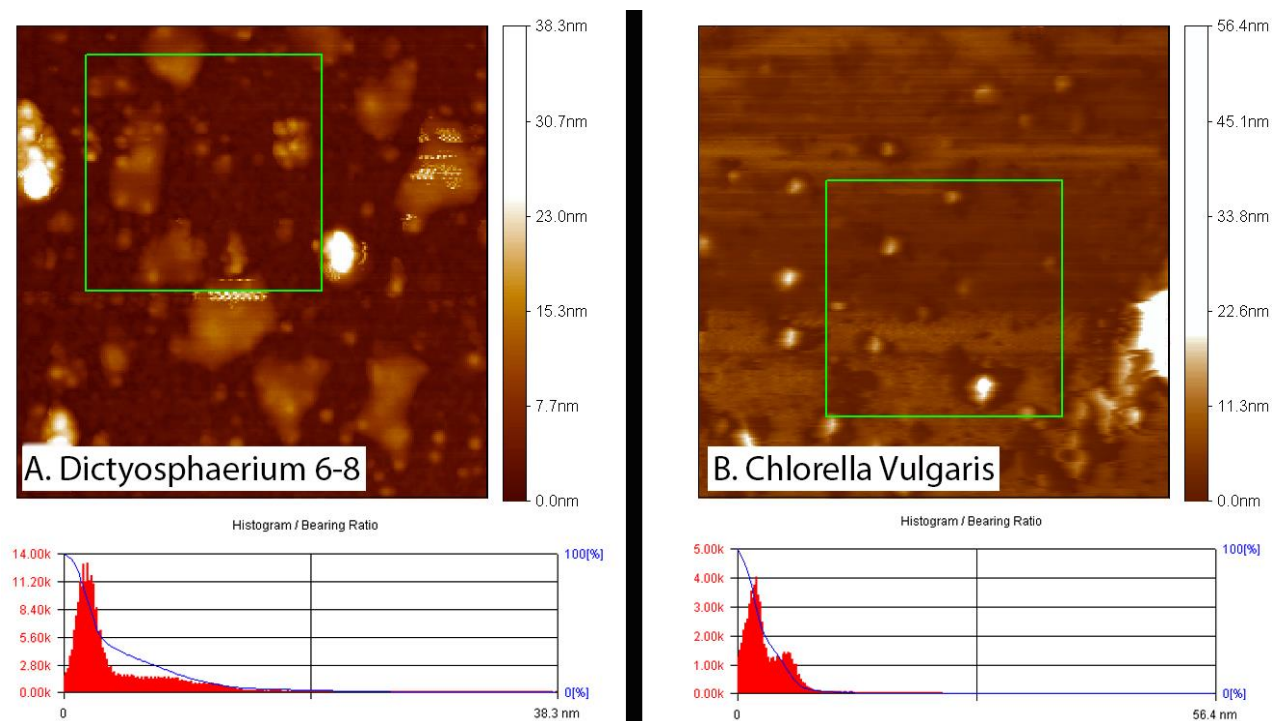 38.3nm
30.7nm
23.0nm
15.3nm
7.7nm
0.0nm
A. Dictyosphaerium 6-8
Histogram / Bearing Ratio
14.00k
11.20k
8.40k
5.60k
2.80k
0.00k
100[%]
0[%]
0
38.3 nm
56.4nm
45.1nm
33.8nm
22.6nm
11.3nm
0.0nm
B. Chlorella Vulgaris
Histogram / Bearing Ratio
5.00k
4.00k
3.00k
2.00k
1.00k
0.00k
100[%]
0[%]
0
56.4 nm